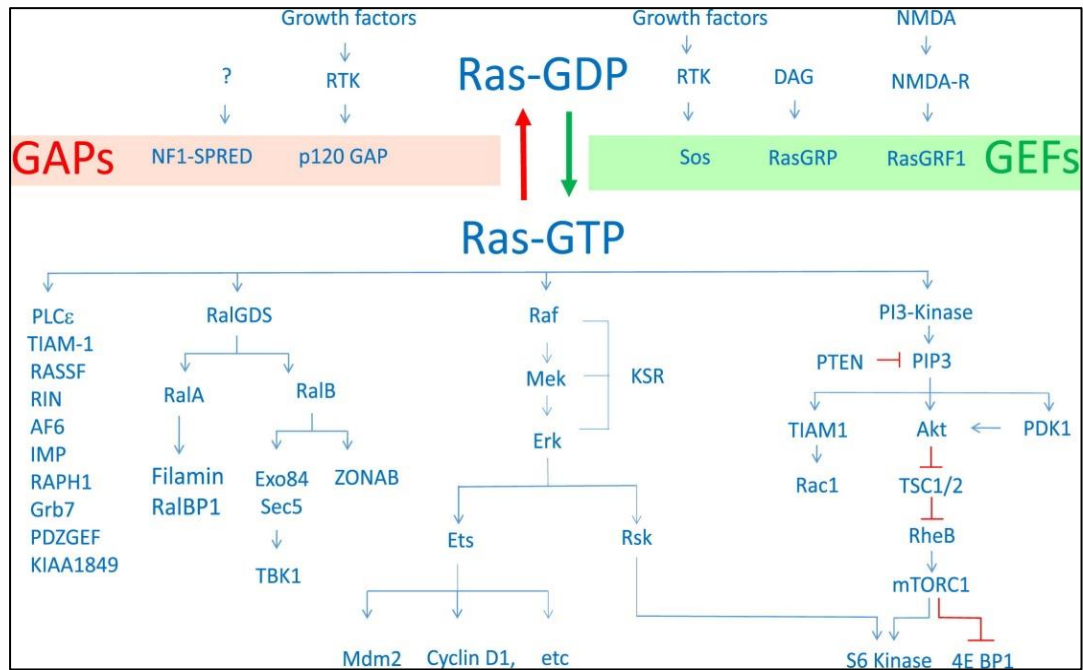 Growth factors
Growth factors
NMDA
?
RTK
Ras-GDP
RTK
DAG
NMDA-R
GAPs
NF1-SPRED
p120 GAP
Sos
RasGRP
RasGRF1
GEFs
Ras-GTP
PLCε
TIAM-1
RASSF
RIN
AF6
IMP
RAPH1
Grb7
PDZGEF
KIAA1849
RalGDS
RalA
RalB
Filamin
RalBP1
Exo84
Sec5
ZONAB
TBK1
Raf
Mek
KSR
Erk
Ets
Rsk
Mdm2
Cyclin D1,
etc
PI3-Kinase
PTEN
PIP3
TIAM1
Akt
PDK1
Rac1
TSC1/2
RheB
mTORC1
S6 Kinase
4E BP1